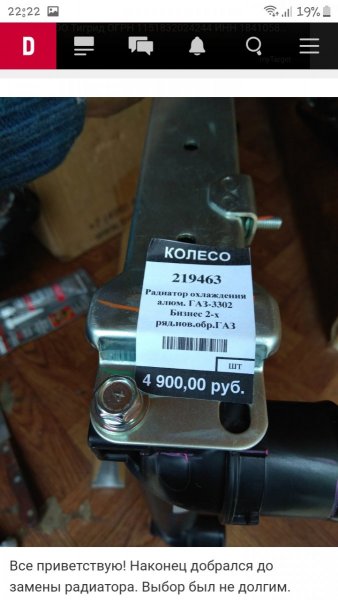 22:22
19%
D
КОЛЕСО
219463
Радиатор охлаждения
алюм. ГАЗ-3302
Бизнес 2-х
ряд.нов.обр.ГАЗ
ШТ
4 900,00 руб.
Все приветствую! Наконец добрался до
замены радиатора. Выбор был не долгим.